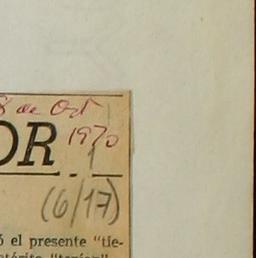 8 de Oct
1970
OR
(6/17)
ó el presente "tie-